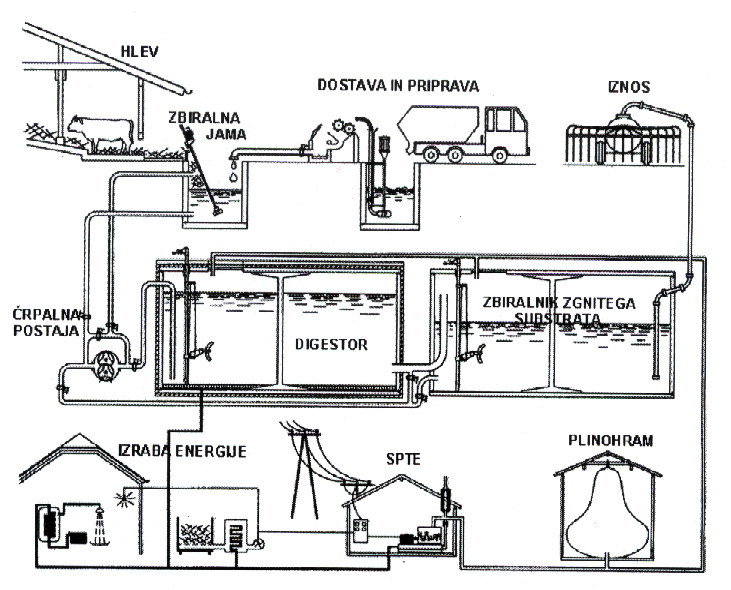 HLEV
DOSTAVA IN PRIPRAVA
IZNOS
ZBIRALNA
JAMA
ČRPALNA
POSTAJA
DIGESTOR
ZBIRALNIK ZGNITEGA
SUBSTRATA
IZRABA ENERGIJE
SPTE
PLINOHRAM